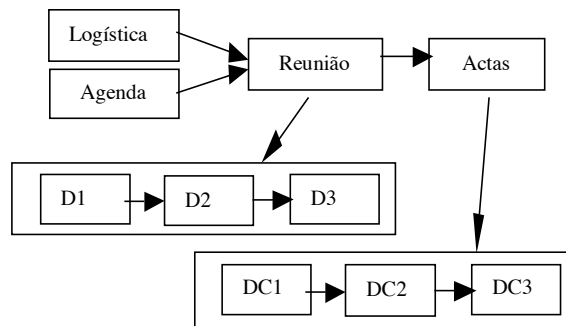 Logística
Agenda
Reunião
Actas
D1
D2
D3
DC1
DC2
DC3